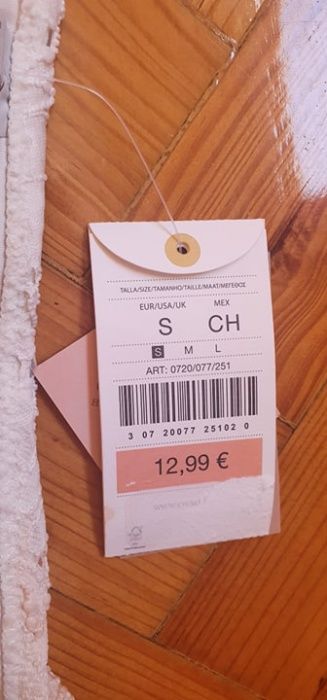 TALLA/SIZE/TAMANHO/TAILLE/MAAT/ΜΕΓΕΘΟΣ
EUR/USA/UK MEX
S CH
S M L
ART: 0720/077/251
3 07 20077 25102 0
12,99 €